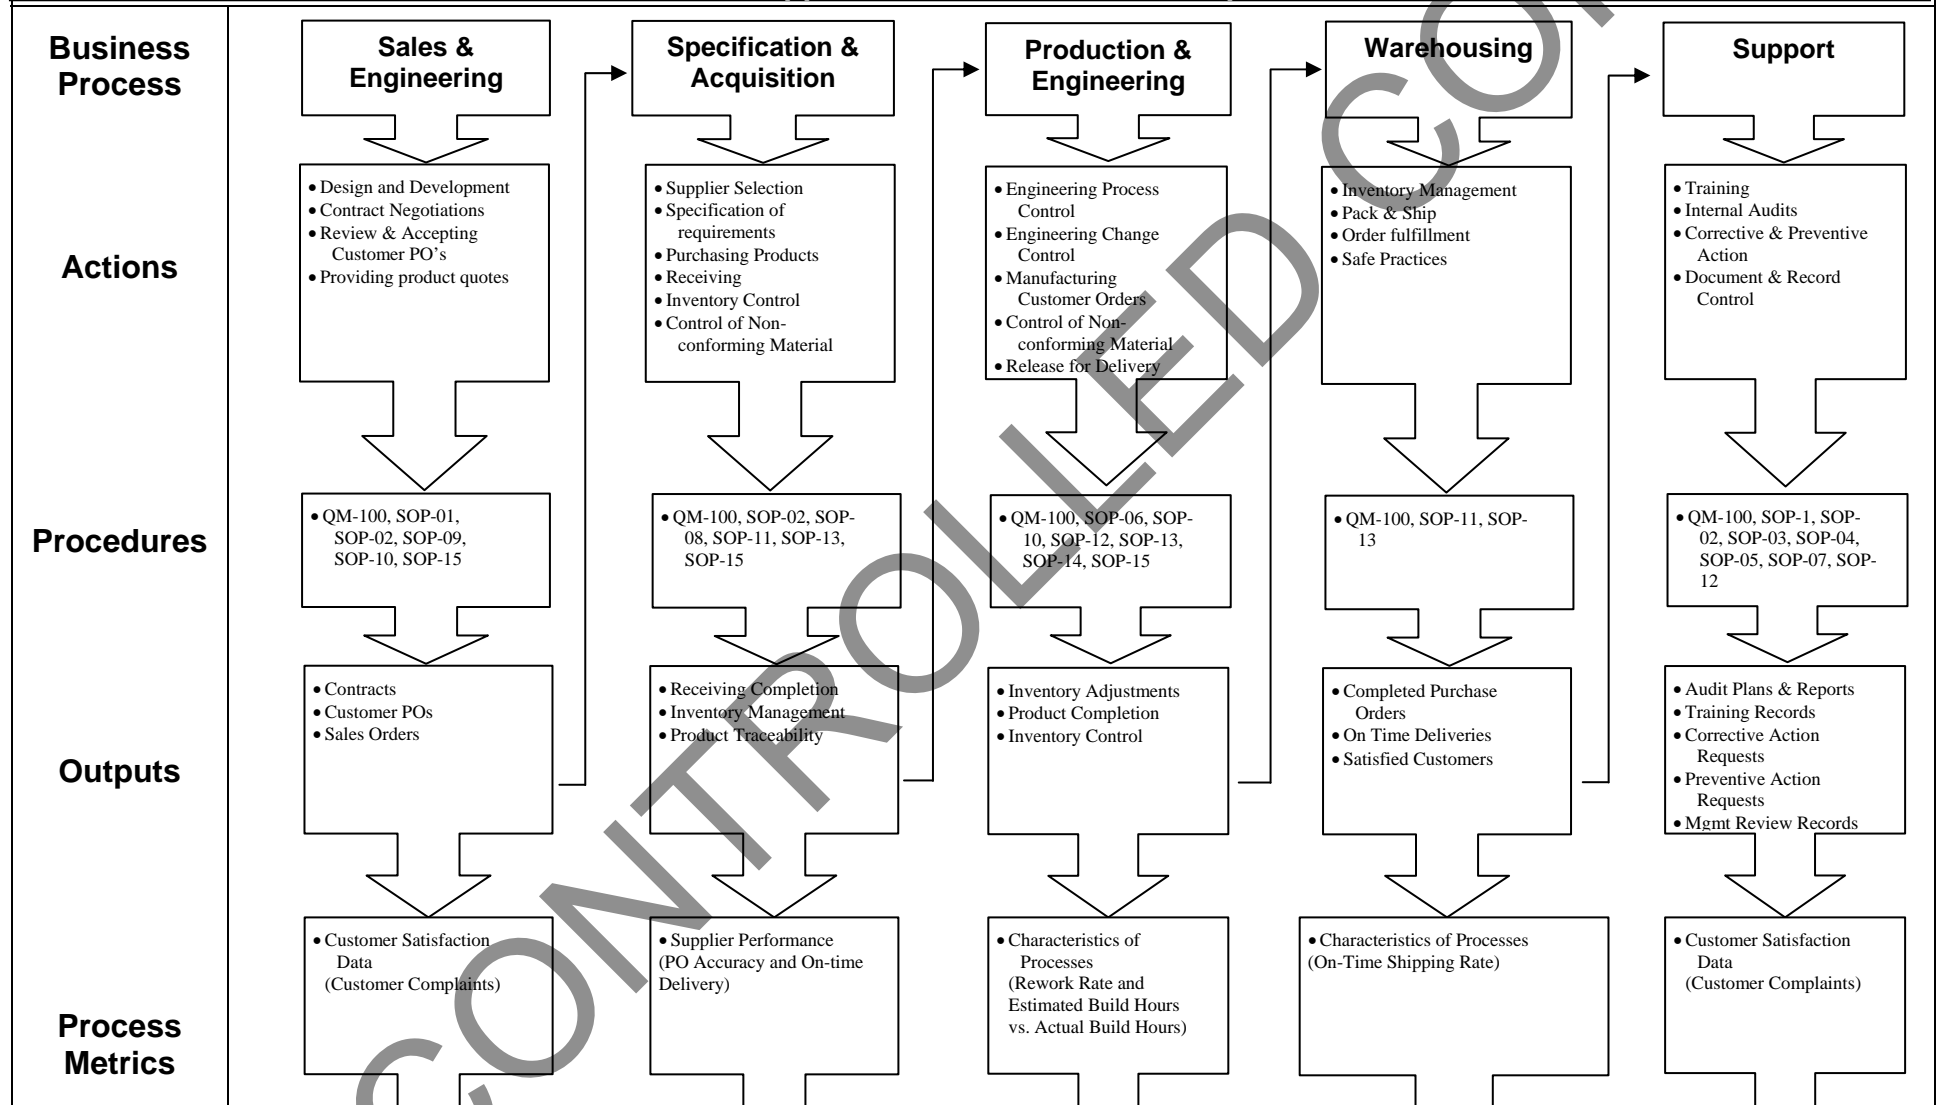 Business
Process
Sales &
Engineering
Specification &
Acquisition
Production &
Engineering
Warehousing
Support
Actions
• Design and Development
• Contract Negotiations
• Review & Accepting
Customer PO’s
• Providing product quotes
• Supplier Selection
• Specification of
requirements
• Purchasing Products
• Receiving
• Inventory Control
• Control of Non-
conforming Material
• Engineering Process
Control
• Engineering Change
Control
• Manufacturing
Customer Orders
• Control of Non-
conforming Material
• Release for Delivery
• Inventory Management
• Pack & Ship
• Order fulfillment
• Safe Practices
• Training
• Internal Audits
• Corrective & Preventive
Action
• Document & Record
Control
Procedures
• QM-100, SOP-01,
SOP-02, SOP-09,
SOP-10, SOP-15
• QM-100, SOP-02, SOP-
08, SOP-11, SOP-13,
SOP-15
• QM-100, SOP-06, SOP-
10, SOP-12, SOP-13,
SOP-14, SOP-15
• QM-100, SOP-11, SOP-
13
• QM-100, SOP-1, SOP-
02, SOP-03, SOP-04,
SOP-05, SOP-07, SOP-
12
Outputs
• Contracts
• Customer POs
• Sales Orders
• Receiving Completion
• Inventory Management
• Product Traceability
• Inventory Adjustments
• Product Completion
• Inventory Control
• Completed Purchase
Orders
• On Time Deliveries
• Satisfied Customers
• Audit Plans & Reports
• Training Records
• Corrective Action
Requests
• Preventive Action
Requests
• Mgmt Review Records
Process
Metrics
• Customer Satisfaction
Data
(Customer Complaints)
• Supplier Performance
(PO Accuracy and On-time
Delivery)
• Characteristics of
Processes
(Rework Rate and
Estimated Build Hours
vs. Actual Build Hours)
• Characteristics of Processes
(On-Time Shipping Rate)
• Customer Satisfaction
Data
(Customer Complaints)
CONTROLLED CO